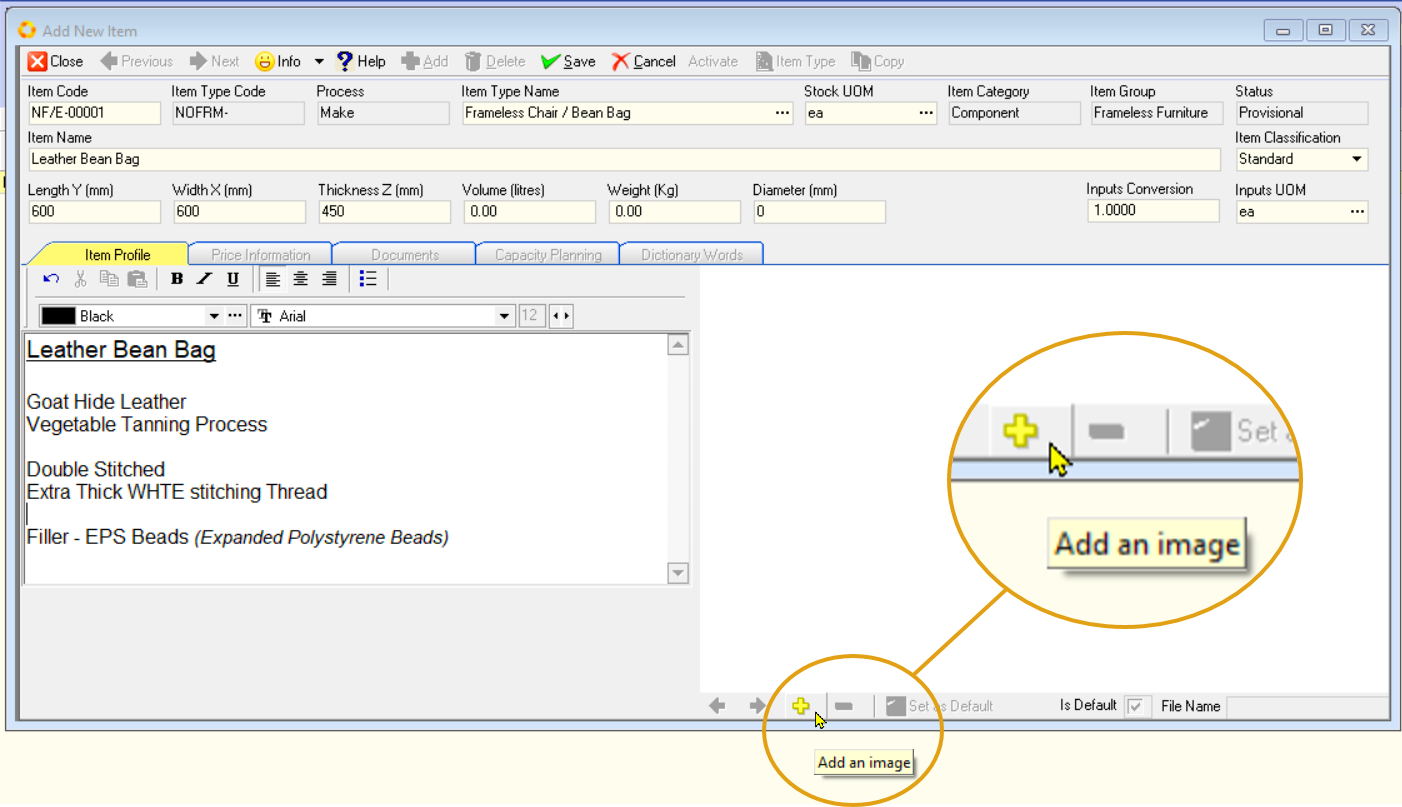 Add New Item
Close Previous Next Info Help Add Delete Save Cancel Activate Item Type Copy
Item Code Item Type Code Process Item Type Name Stock UOM Item Category Item Group Status
NF/E-00001 NOFRM- Make Frameless Chair / Bean Bag ... ea ... Component Frameless Furniture Provisional
Item Name Item Classification
Leather Bean Bag Standard
Length Y (mm) Width X (mm) Thickness Z (mm) Volume (litres) Weight (Kg) Diameter (mm) Inputs Conversion Inputs UOM
600 600 450 0.00 0.00 0 1.0000 ea ...
Item Profile Price Information Documents Capacity Planning Dictionary Words
B I U
Black ... Arial 12
Leather Bean Bag
Goat Hide Leather
Vegetable Tanning Process
Double Stitched
Extra Thick WHTE stitching Thread
Filler - EPS Beads (Expanded Polystyrene Beads)
Set a
Add an image
Set as Default Is Default File Name
Add an image